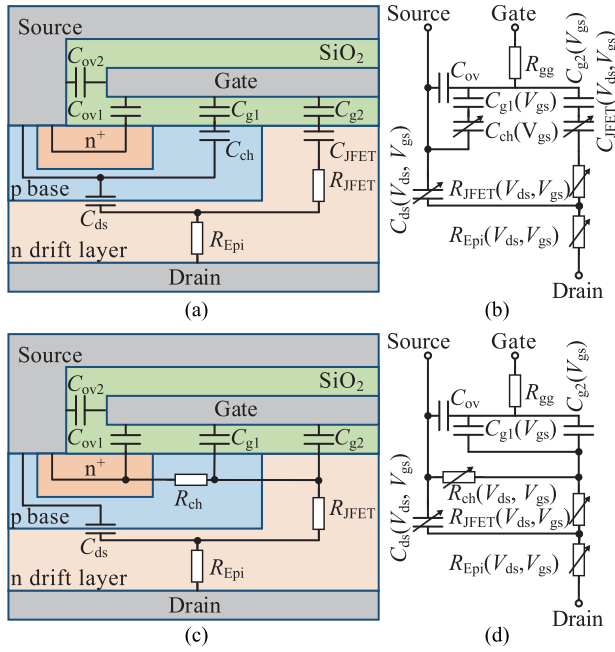 Source
SiO2
Cov2
Gate
Cov1
Cg1
Cg2
n+
Cch
CJFET
p base
RJFET
Cds
n drift layer
REpi
Drain
(a)
Source
Gate
Rgg
Cov
Cg2(Vgs)
CJFET(Vds,Vgs)
Cg1(Vgs)
Cch(Vgs)
Cds(Vds, Vgs)
RJFET(Vds,Vgs)
REpi(Vds,Vgs)
Drain
(b)
Source
SiO2
Cov2
Gate
Cov1
Cg1
Cg2
n+
Rch
p base
RJFET
Cds
n drift layer
REpi
Drain
(c)
Source
Gate
Rgg
Cov
Cg2(Vgs)
Cg1(Vgs)
Cds(Vds, Vgs)
Rch(Vds, Vgs)
RJFET(Vds,Vgs)
REpi(Vds,Vgs)
Drain
(d)